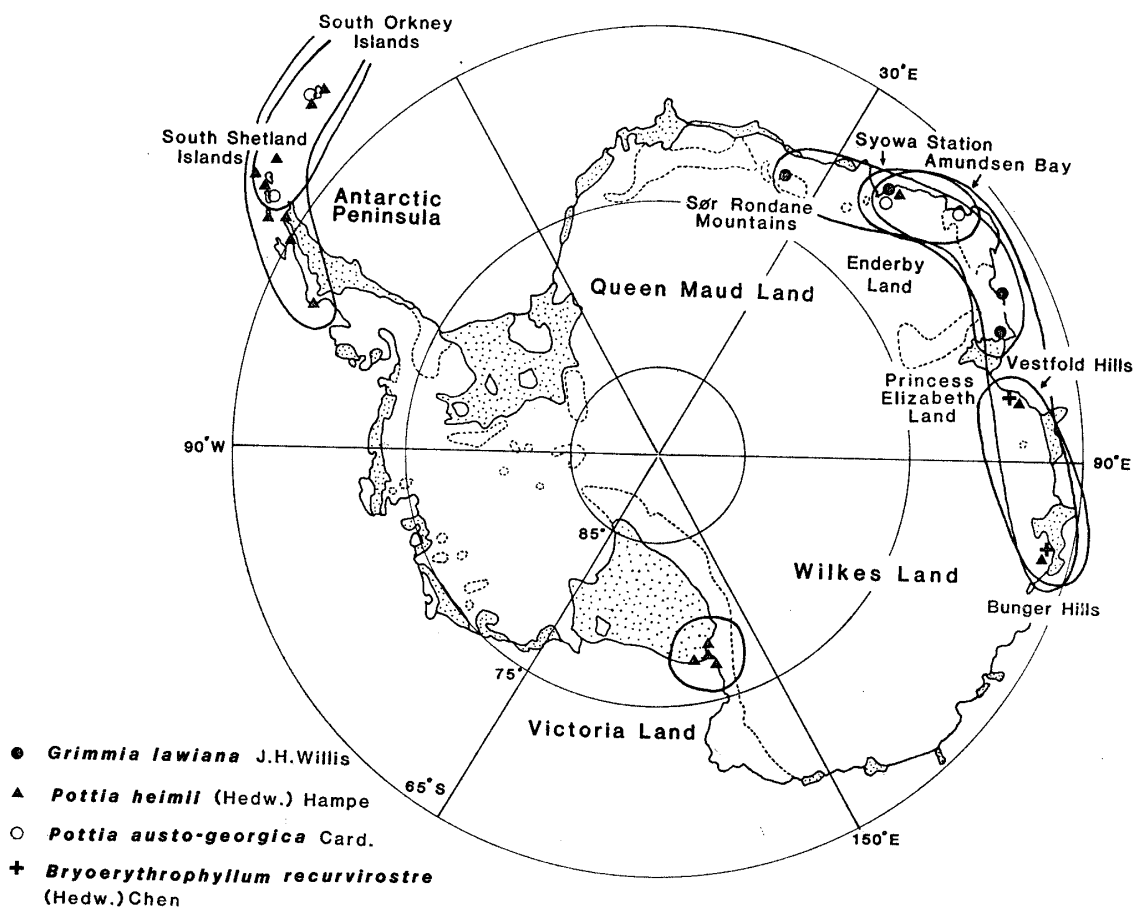 South Orkney
Islands
30°E
South Shetland
Islands
Syowa Station
Amundsen Bay
Antarctic
Peninsula
Sør Rondane
Mountains
Enderby
Land
Queen Maud Land
Vestfold Hills
Princess
Elizabeth
Land
90°W
90°E
85°
Wilkes Land
Bunger Hills
75°
Victoria Land
65°S
150°E
Grimmia lawiana J.H.Willis
Pottia heimii (Hedw.) Hampe
Pottia austo-georgica Card.
Bryoerythrophyllum recurvirostre
(Hedw.) Chen